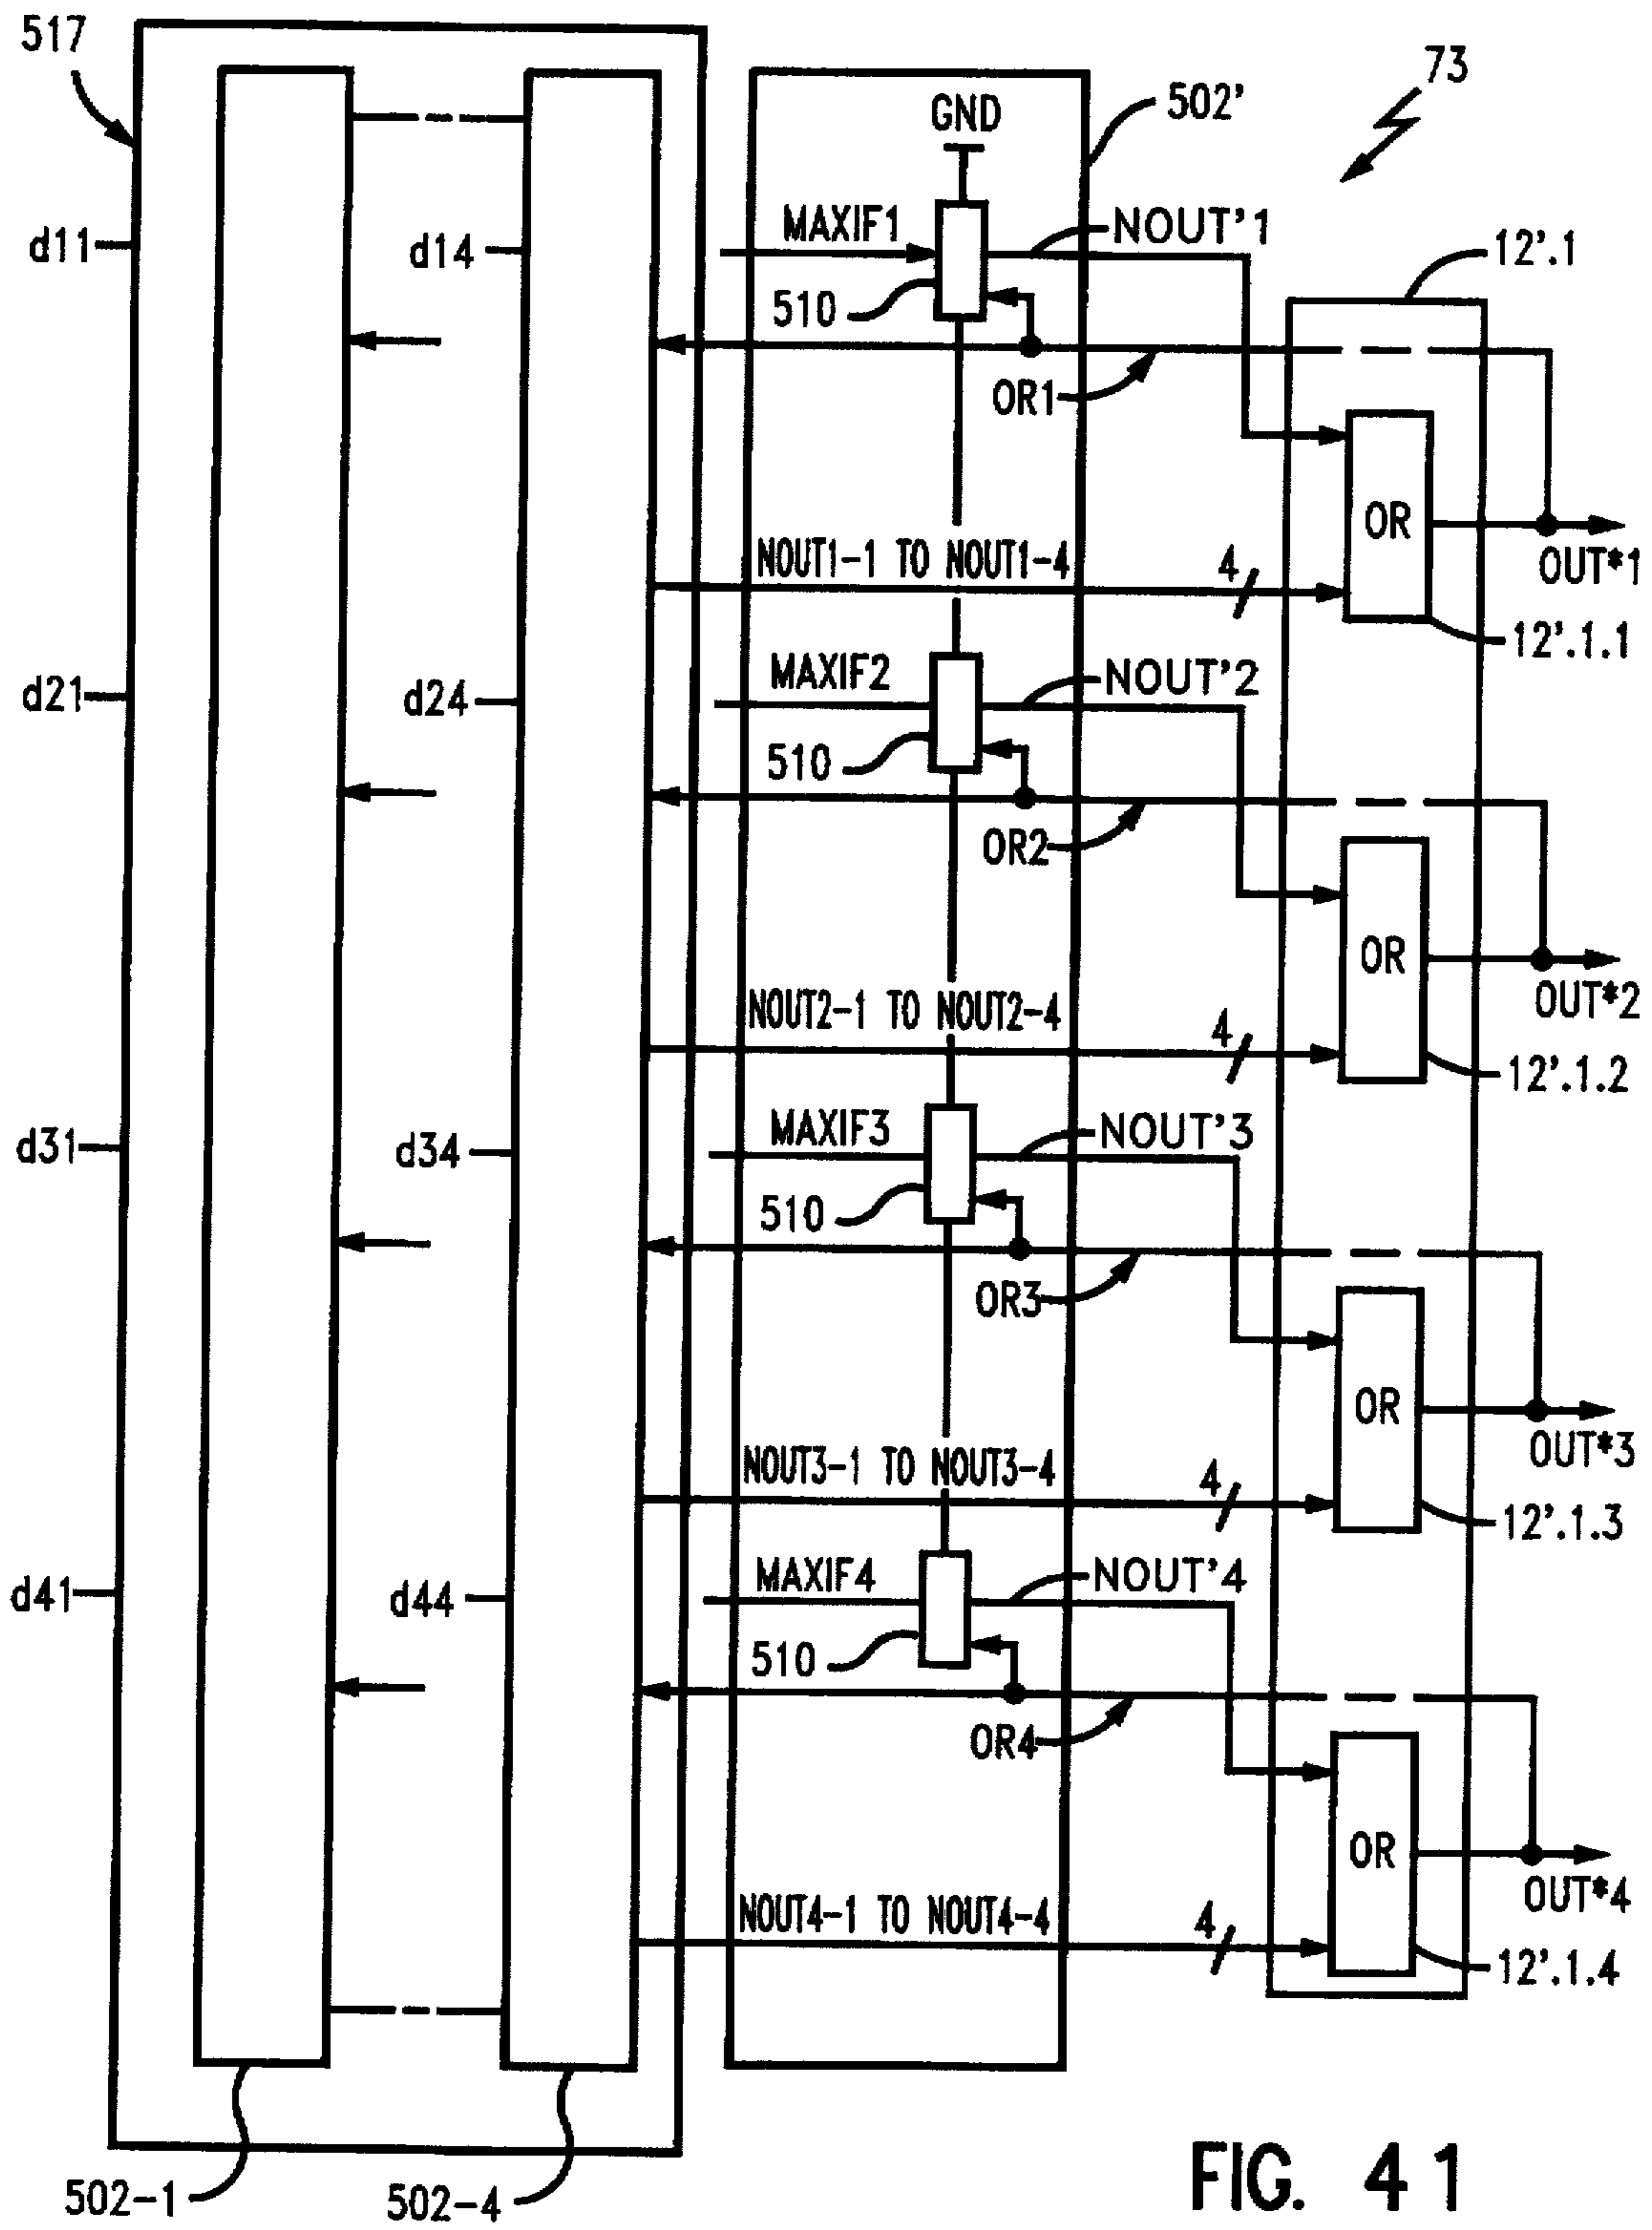 517
73
502'
GND
MAXIF1
NOUT'1
12'.1
d11
d14
510
OR1
OR
OUT*1
NOUT1-1 TO NOUT1-4
4
12'.1.1
MAXIF2
NOUT'2
d21
d24
510
OR2
OR
OUT*2
NOUT2-1 TO NOUT2-4
4
12'.1.2
MAXIF3
NOUT'3
d31
d34
510
OR3
OR
OUT*3
NOUT3-1 TO NOUT3-4
4
12'.1.3
MAXIF4
NOUT'4
d41
d44
510
OR4
OR
OUT*4
NOUT4-1 TO NOUT4-4
4
12'.1.4
502-1
502-4
FIG. 41